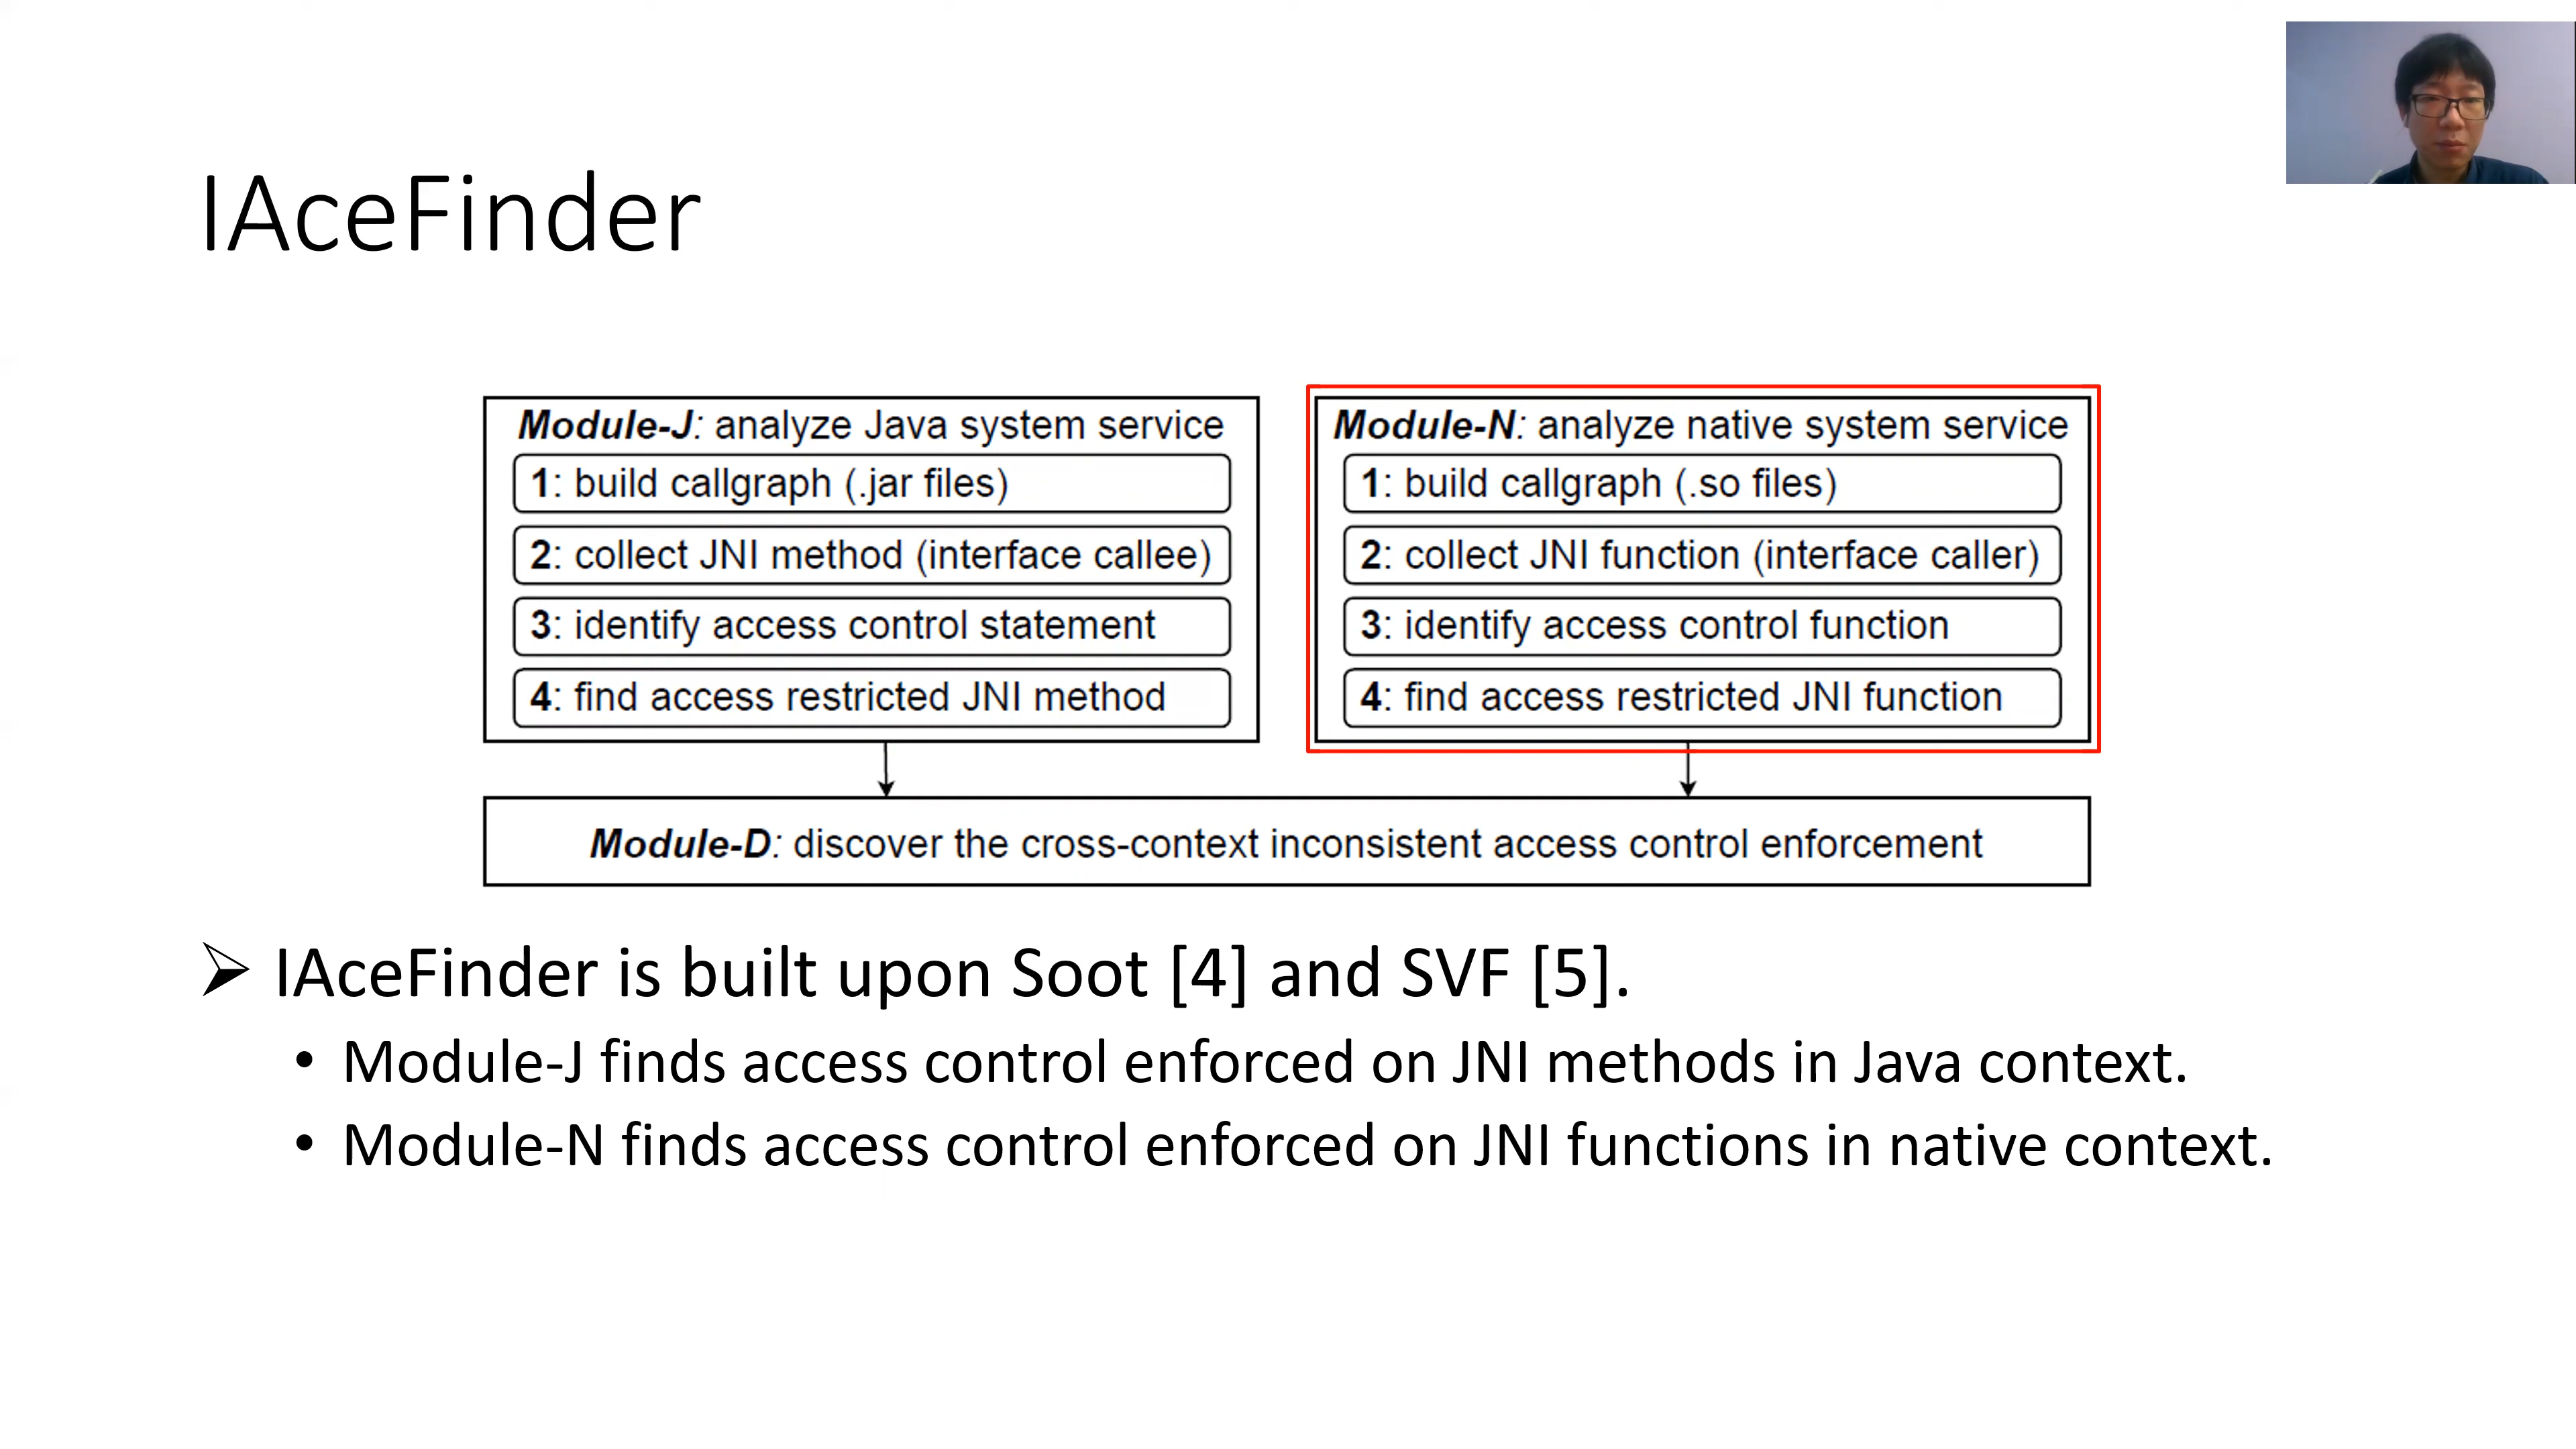 IAceFinder
Module-J: analyze Java system service
1: build callgraph (.jar files)
2: collect JNI method (interface callee)
3: identify access control statement
4: find access restricted JNI method
Module-N: analyze native system service
1: build callgraph (.so files)
2: collect JNI function (interface caller)
3: identify access control function
4: find access restricted JNI function
Module-D: discover the cross-context inconsistent access control enforcement
➢ IAceFinder is built upon Soot [4] and SVF [5].
• Module-J finds access control enforced on JNI methods in Java context.
• Module-N finds access control enforced on JNI functions in native context.